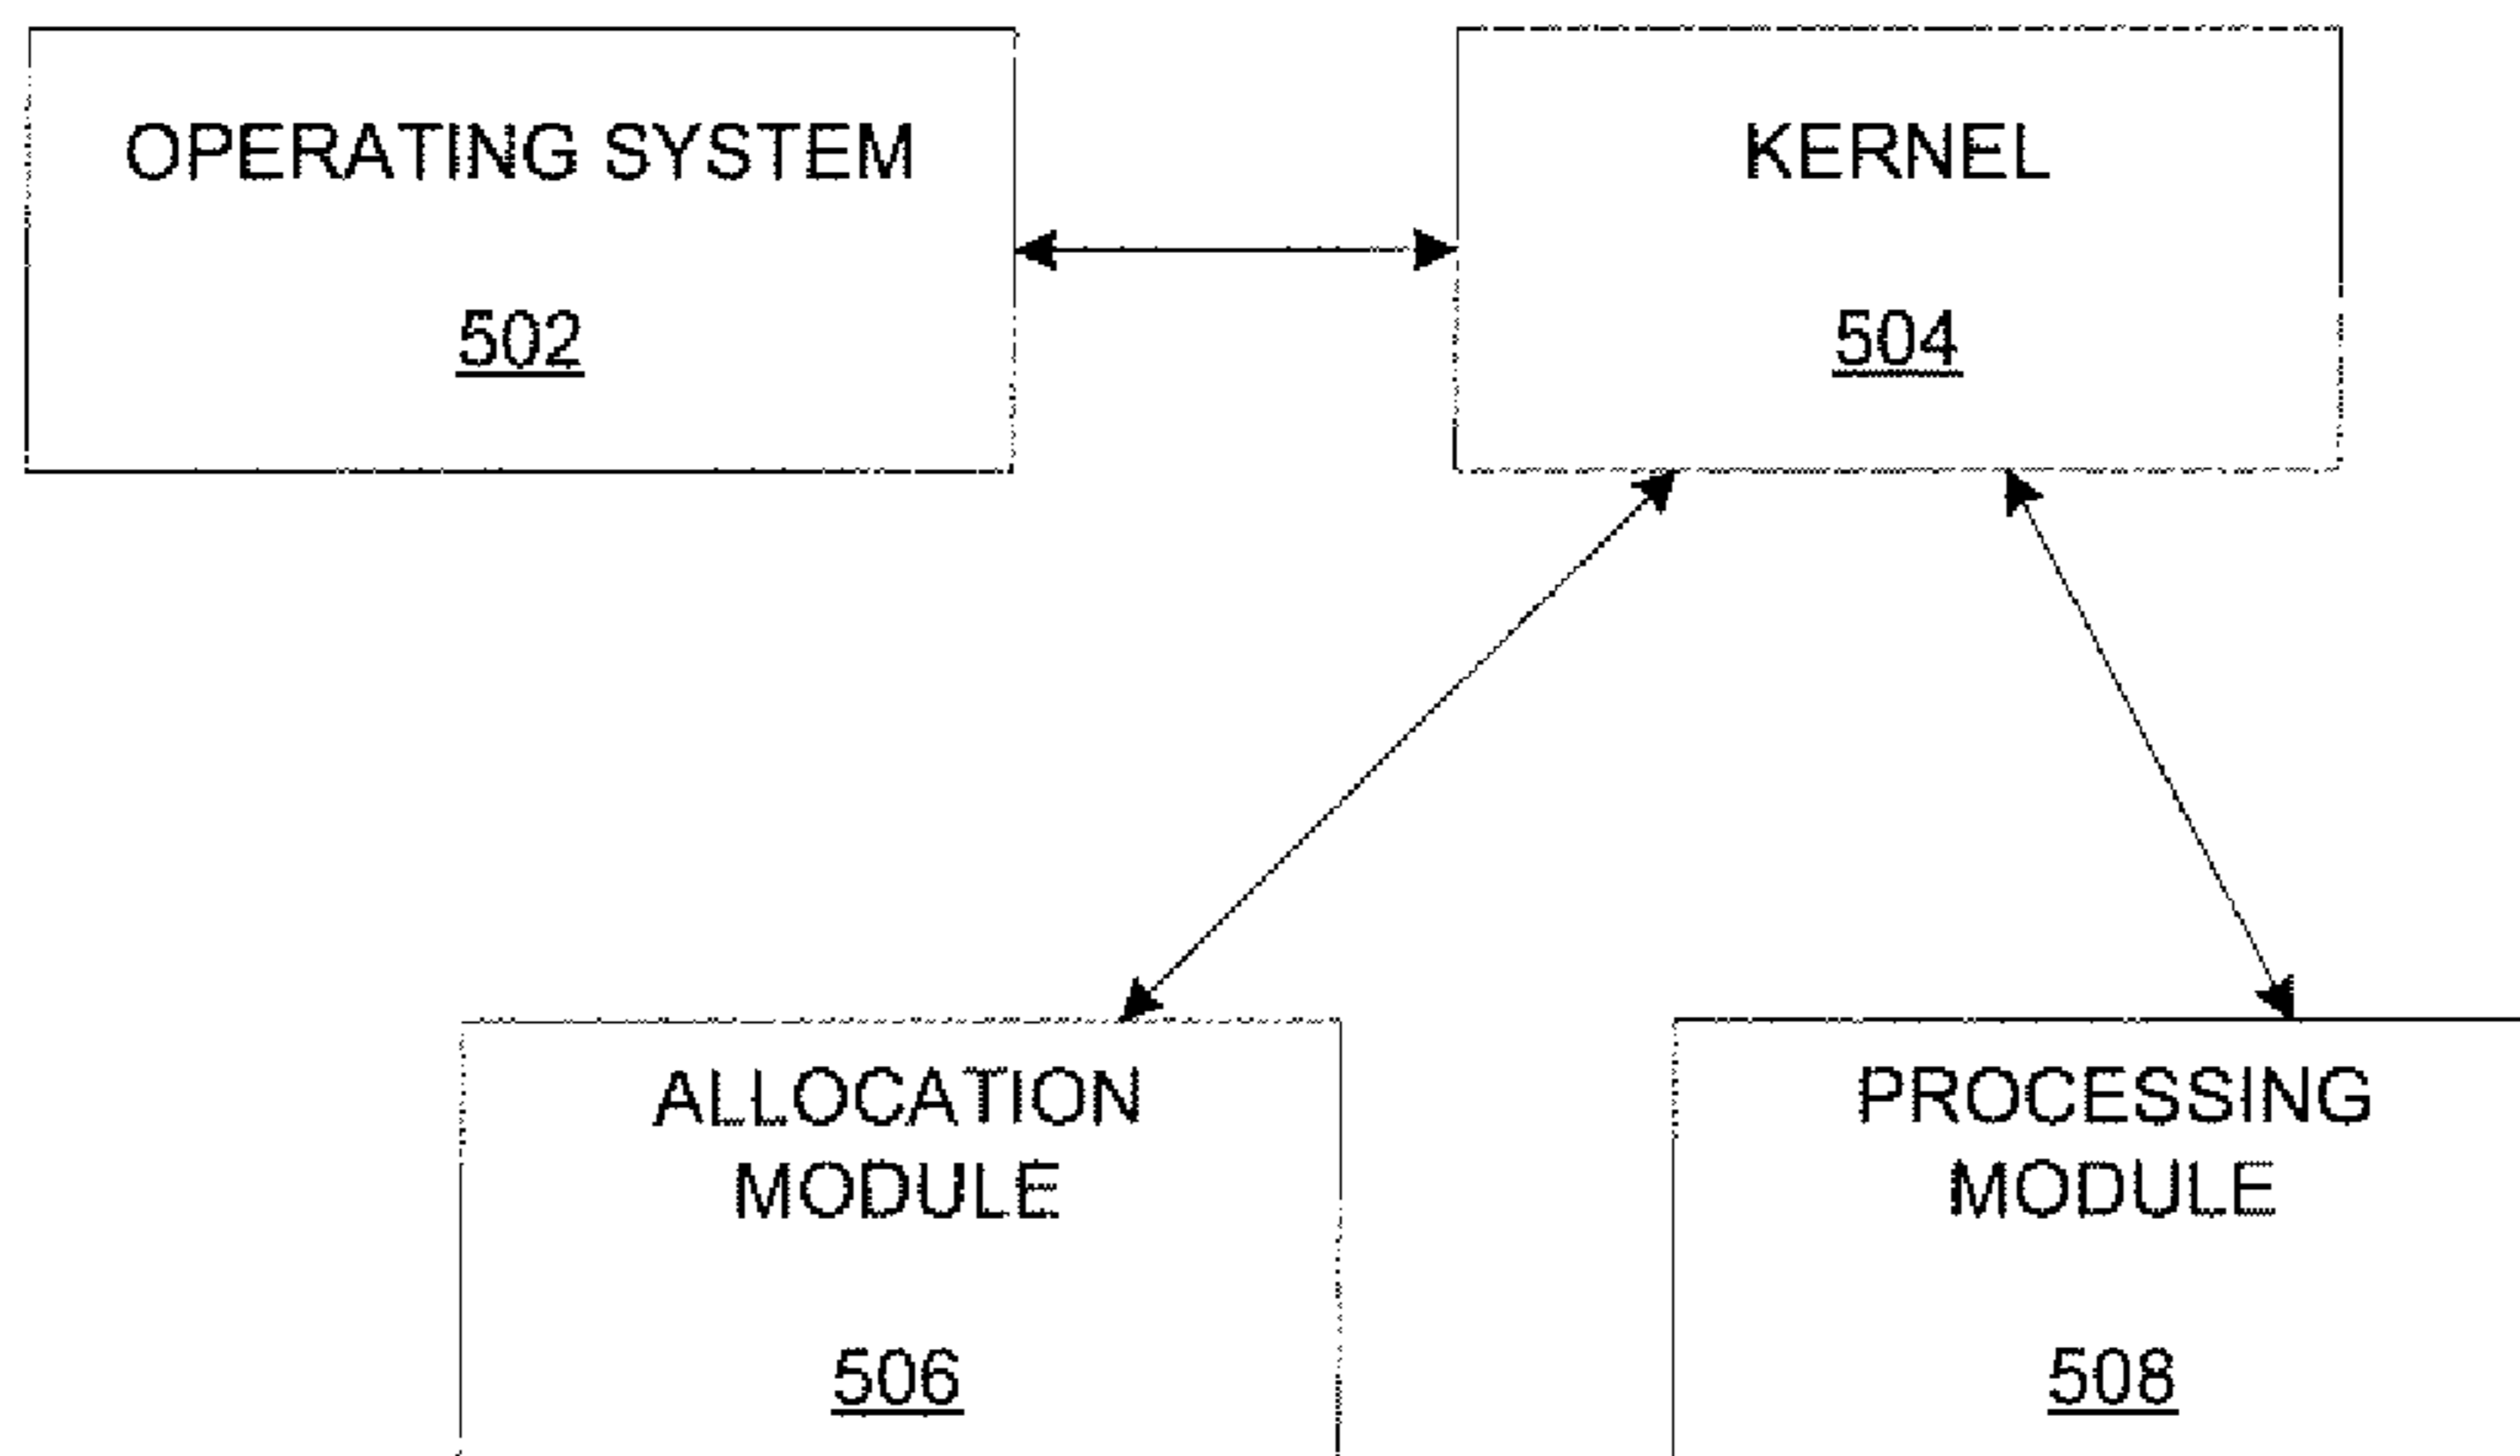 OPERATING SYSTEM
502
KERNEL
504
ALLOCATION
MODULE
506
PROCESSING
MODULE
508